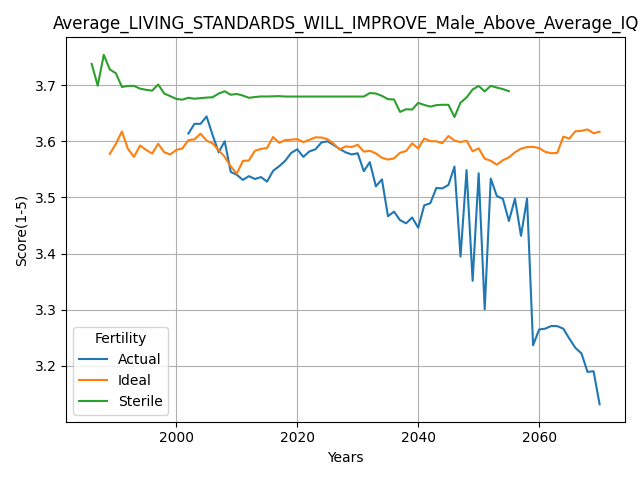 Average_LIVING_STANDARDS_WILL_IMPROVE_Male_Above_Average_IQ
3.7
3.6
3.5
3.4
3.3
3.2
Score(1-5)
Fertility
Actual
Ideal
Sterile
2000 2020 2040 2060
Years